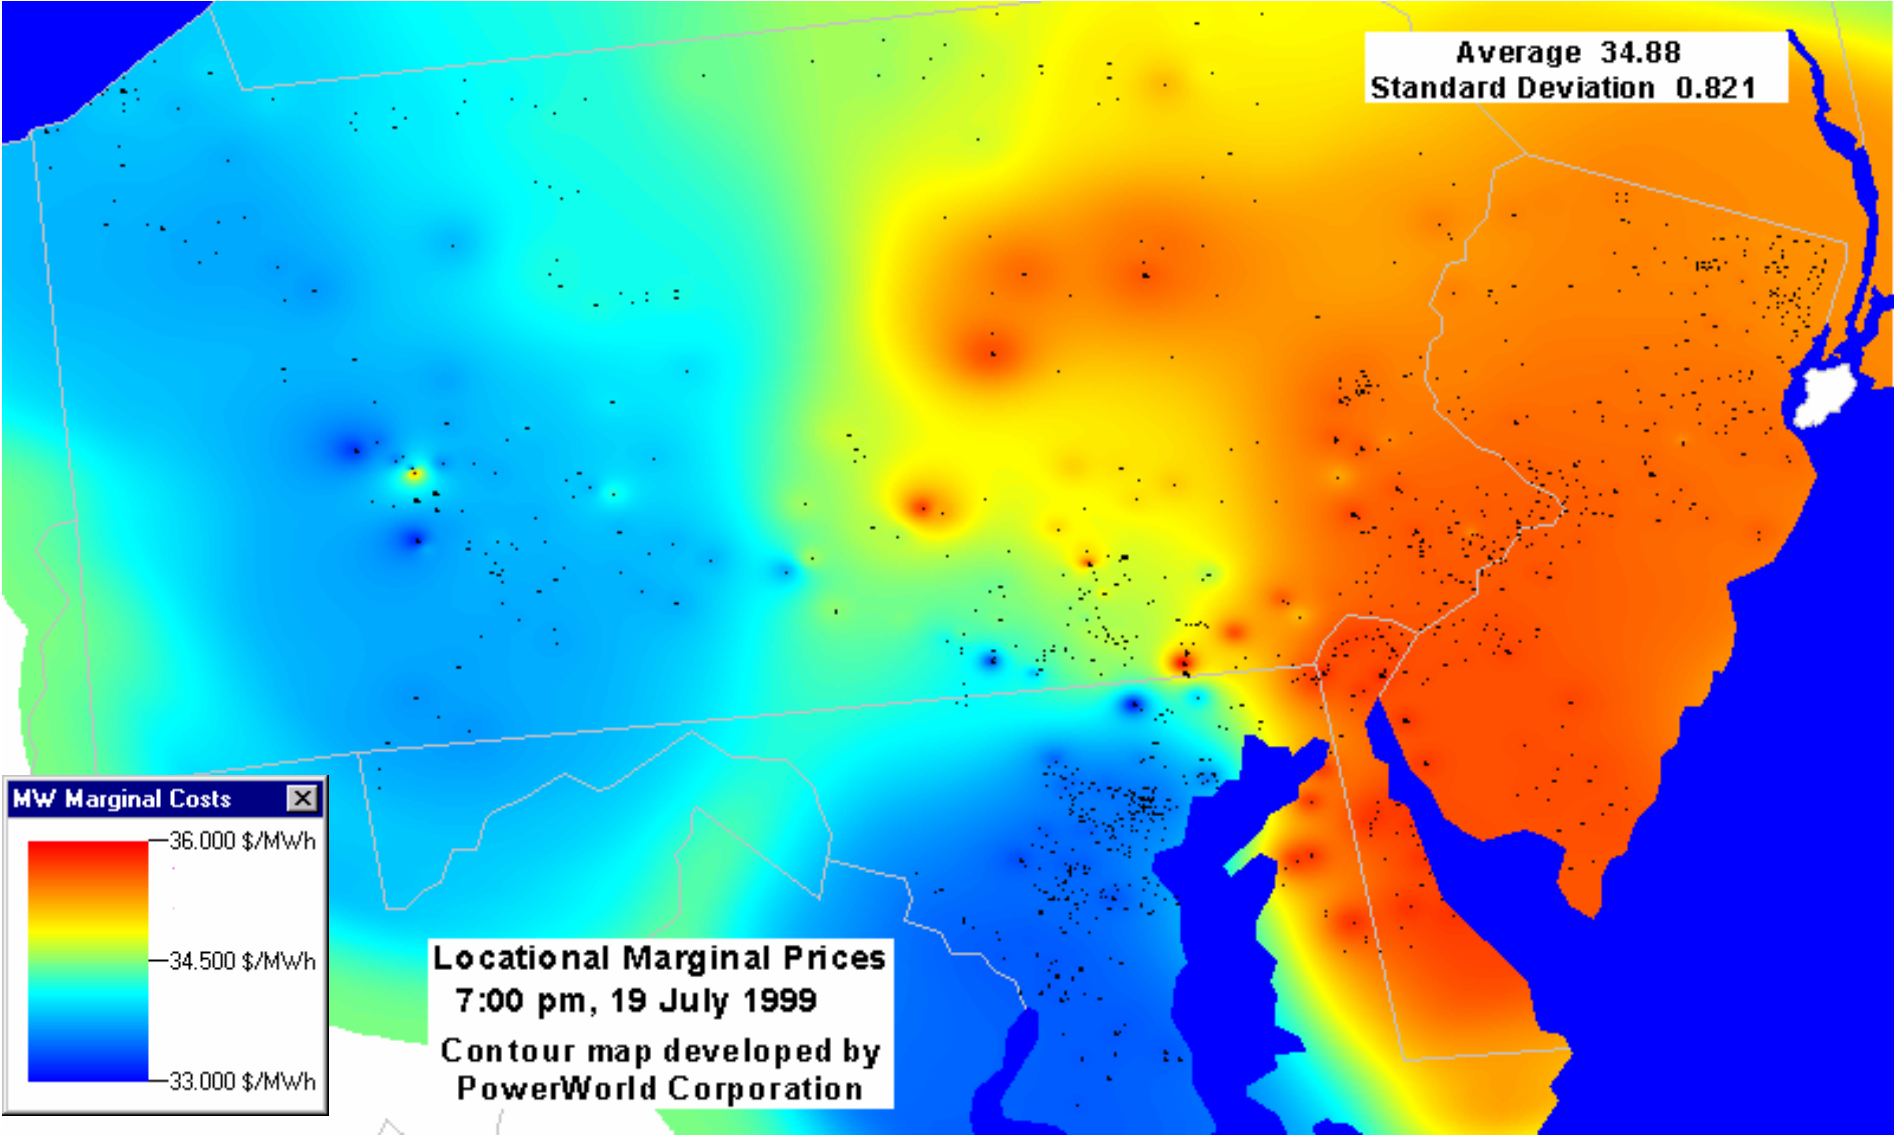 Average 34.88
Standard Deviation 0.821
MW Marginal Costs
36.000 $/MWh
34.500 $/MWh
33.000 $/MWh
Locational Marginal Prices
7:00 pm, 19 July 1999
Contour map developed by
PowerWorld Corporation